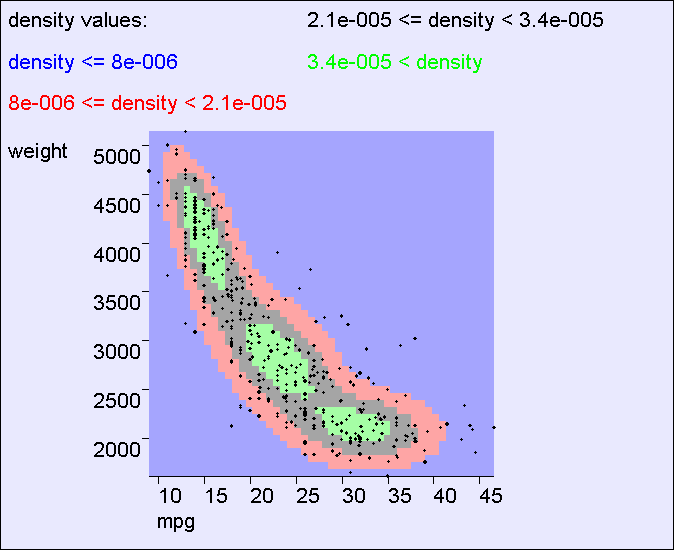 density values:
2.1e-005 <= density < 3.4e-005
density <= 8e-006
3.4e-005 < density
8e-006 <= density < 2.1e-005
weight
5000
4500
4000
3500
3000
2500
2000
10 15 20 25 30 35 40 45
mpg